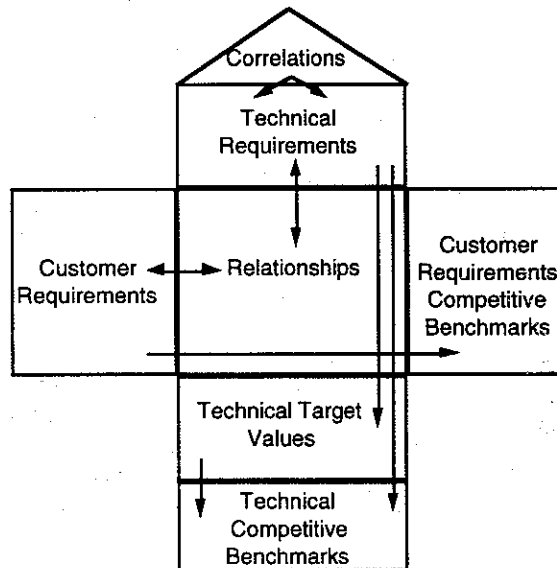 Correlations
Technical
Requirements
Customer
Requirements
Relationships
Customer
Requirements
Competitive
Benchmarks
Technical Target
Values
Technical
Competitive
Benchmarks